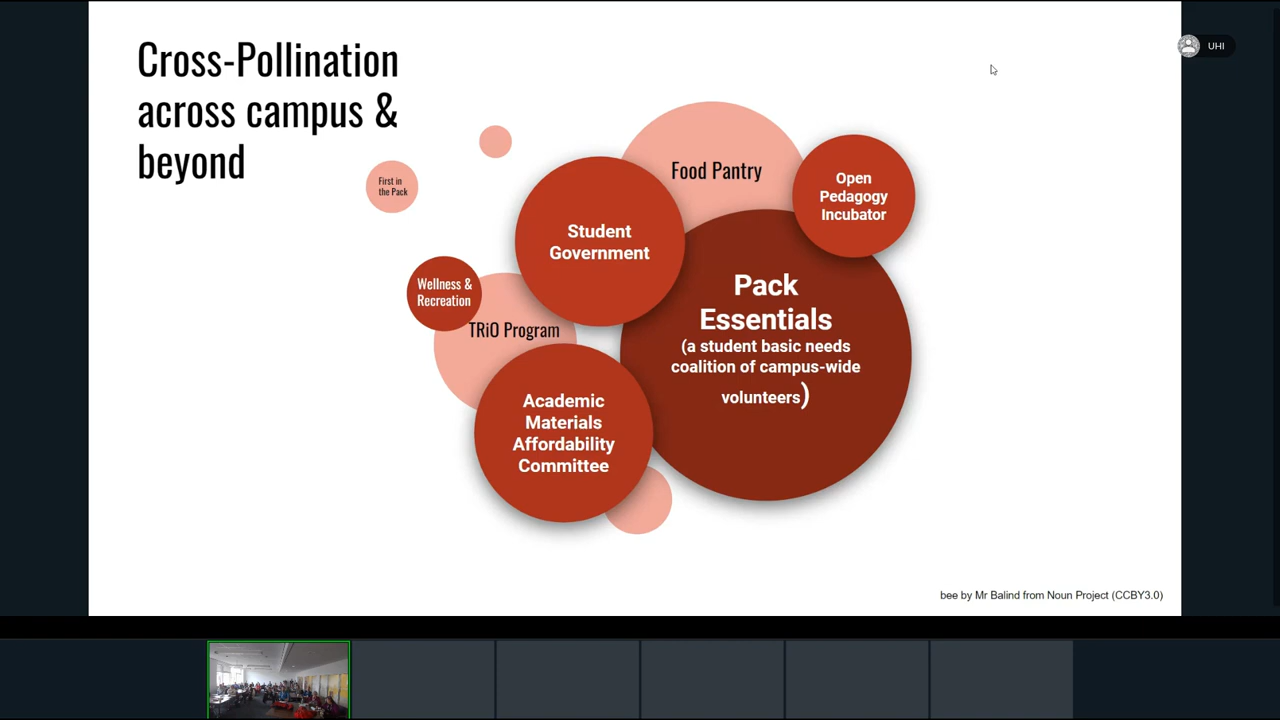 Cross-Pollination
across campus &
beyond
UHI
First in
the Pack
Food Pantry
Open
Pedagogy
Incubator
Student
Government
Wellness &
Recreation
TRiO Program
Pack
Essentials
(a student basic needs
coalition of campus-wide
volunteers)
Academic
Materials
Affordability
Committee
bee by Mr Balind from Noun Project (CCBY3.0)